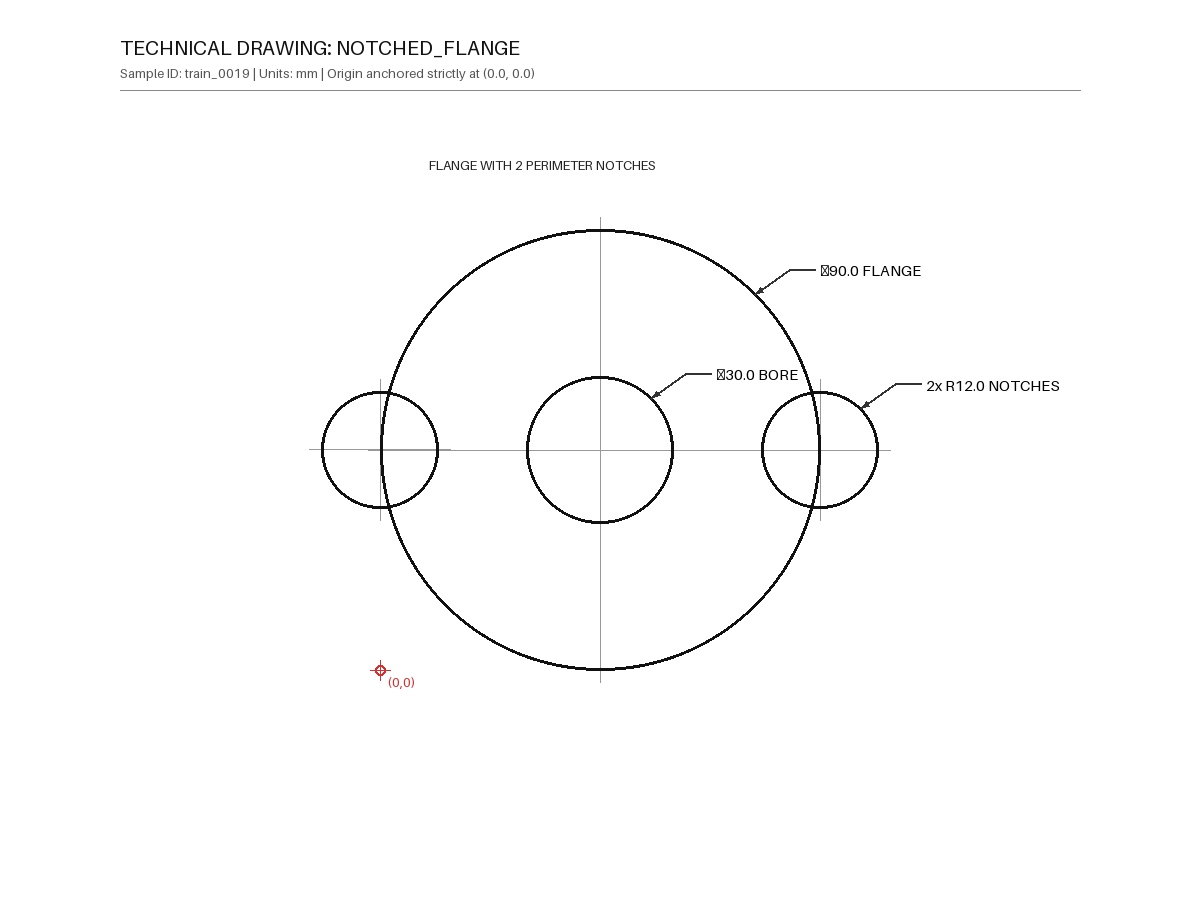 TECHNICAL DRAWING: NOTCHED_FLANGE
Sample ID: train_0019 | Units: mm | Origin anchored strictly at (0.0, 0.0)
FLANGE WITH 2 PERIMETER NOTCHES
90.0 FLANGE
30.0 BORE
2x R12.0 NOTCHES
(0,0)